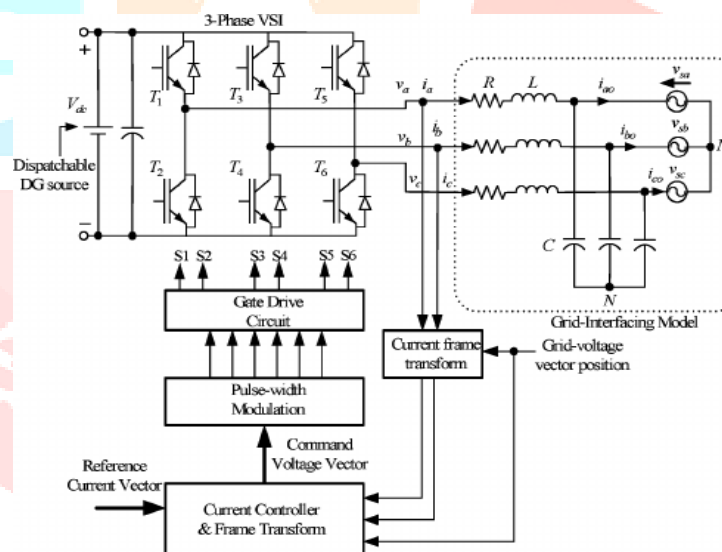 3-Phase VSI
+
V_dc
Dispatchable
DG source
−
T_1
T_3
T_5
T_2
T_4
T_6
v_a
i_a
v_b
i_b
v_c
i_c
R
L
i_ao
v_sa
i_bo
v_sb
i_co
v_sc
C
N
Grid-Interfacing Model
S1
S2
S3
S4
S5
S6
Gate Drive
Circuit
Current frame
transform
Grid-voltage
vector position
Pulse-width
Modulation
Command
Voltage Vector
Reference
Current Vector
Current Controller
& Frame Transform